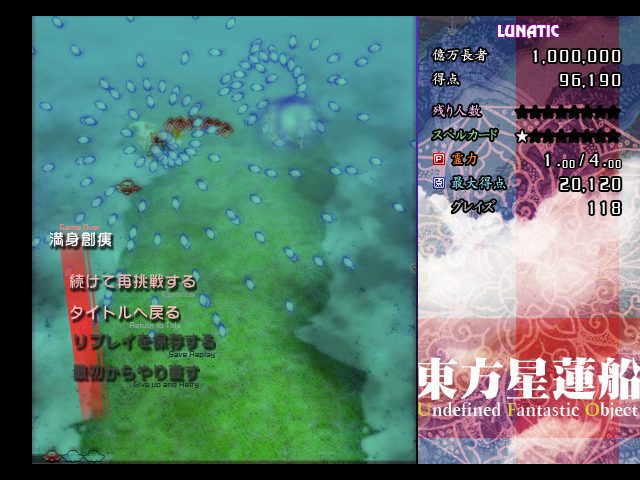 LUNATIC
億万長者 1,000,000
得点 96,190
残り人数
スペルカード
P 霊力 1.00/4.00
点 最大得点 20,120
グレイズ 118
Game Over
満身創痍
続けて再挑戦する
Continue
タイトルへ戻る
Return to Title
リプレイを保存する
Save Replay
最初からやり直す
Give up and Retry
東方星蓮船
Undefined Fantastic Object